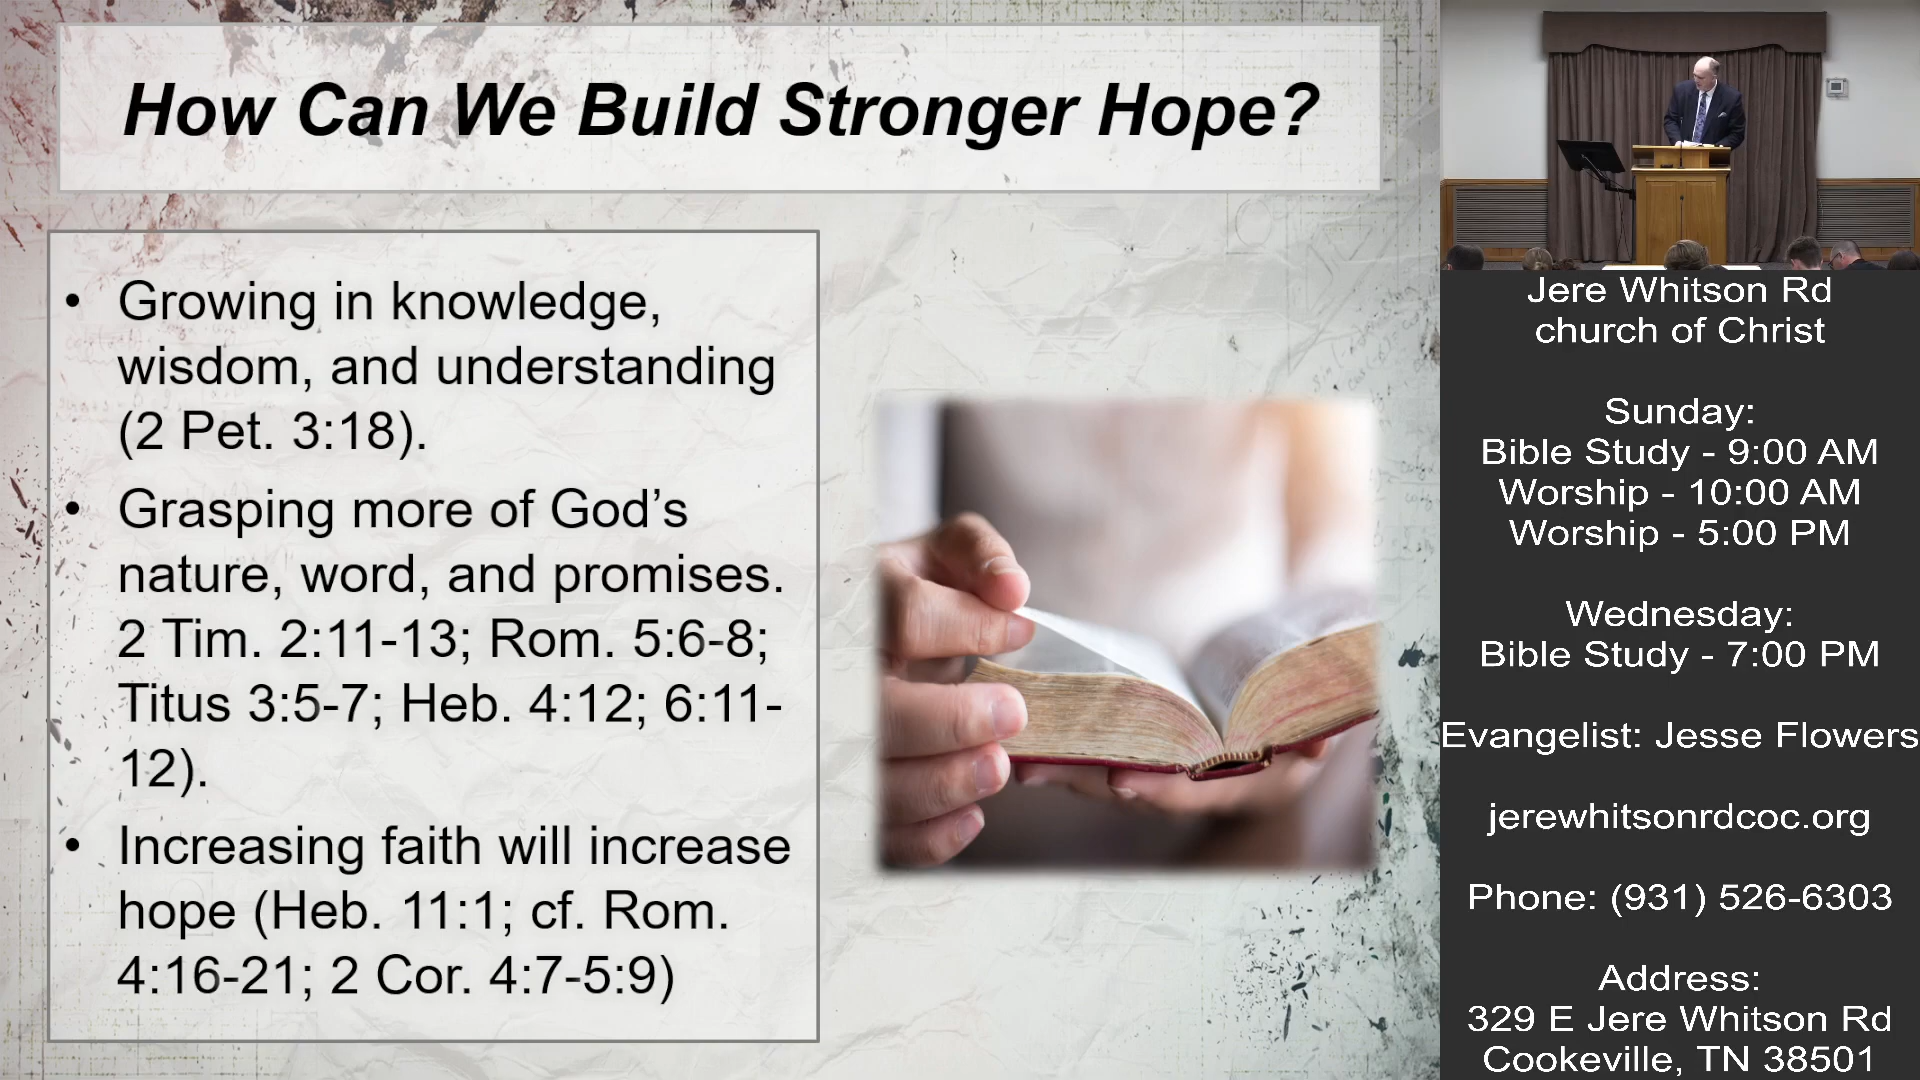 How Can We Build Stronger Hope?
• Growing in knowledge,
wisdom, and understanding
(2 Pet. 3:18).
• Grasping more of God’s
nature, word, and promises.
2 Tim. 2:11-13; Rom. 5:6-8;
Titus 3:5-7; Heb. 4:12; 6:11-
12).
• Increasing faith will increase
hope (Heb. 11:1; cf. Rom.
4:16-21; 2 Cor. 4:7-5:9)
Jere Whitson Rd
church of Christ
Sunday:
Bible Study - 9:00 AM
Worship - 10:00 AM
Worship - 5:00 PM
Wednesday:
Bible Study - 7:00 PM
Evangelist: Jesse Flowers
jerewhitsonrdcoc.org
Phone: (931) 526-6303
Address:
329 E Jere Whitson Rd
Cookeville, TN 38501